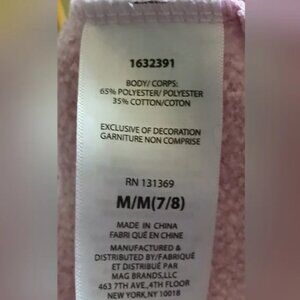 1632391
BODY/ CORPS:
65% POLYESTER/ POLYESTER
35% COTTON/COTON
EXCLUSIVE OF DECORATION
GARNITURE NON COMPRISE
RN 131369
M/M(7/8)
MADE IN CHINA
FABRI QUÉ EN CHINE
MANUFACTURED &
DISTRIBUTED BY/FABRIQUÉ
ET DISTRIBUÉ PAR
MAG BRANDS,LLC
463 7TH AVE.,4TH FLOOR
NEW YORK, NY 10018